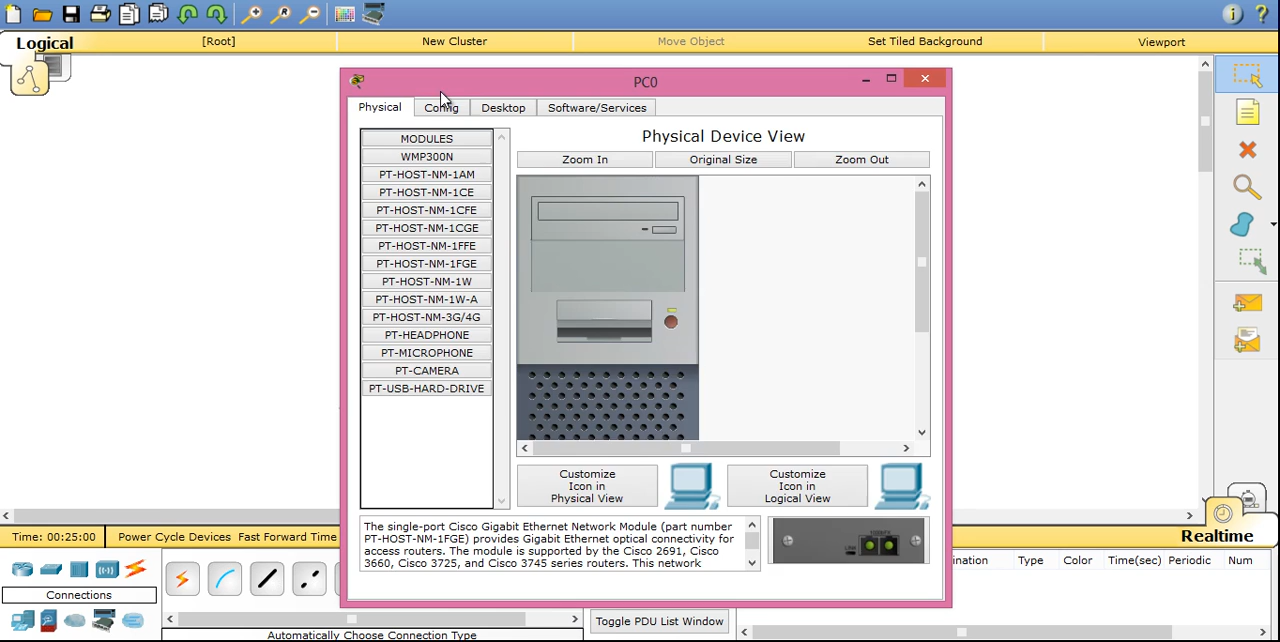 Logical
[Root]
New Cluster
Move Object
Set Tiled Background
Viewport
PC0
Physical
Config
Desktop
Software/Services
MODULES
WMP300N
PT-HOST-NM-1AM
PT-HOST-NM-1CE
PT-HOST-NM-1CFE
PT-HOST-NM-1CGE
PT-HOST-NM-1FFE
PT-HOST-NM-1FGE
PT-HOST-NM-1W
PT-HOST-NM-1W-A
PT-HOST-NM-3G/4G
PT-HEADPHONE
PT-MICROPHONE
PT-CAMERA
PT-USB-HARD-DRIVE
Physical Device View
Zoom In
Original Size
Zoom Out
Customize
Icon in
Physical View
Customize
Icon in
Logical View
The single-port Cisco Gigabit Ethernet Network Module (part number
PT-HOST-NM-1FGE) provides Gigabit Ethernet optical connectivity for
access routers. The module is supported by the Cisco 2691, Cisco
3660, Cisco 3725, and Cisco 3745 series routers. This network
Time: 00:25:00
Power Cycle Devices
Fast Forward Time
Realtime
ination
Type
Color
Time(sec)
Periodic
Num
Connections
Automatically Choose Connection Type
Toggle PDU List Window